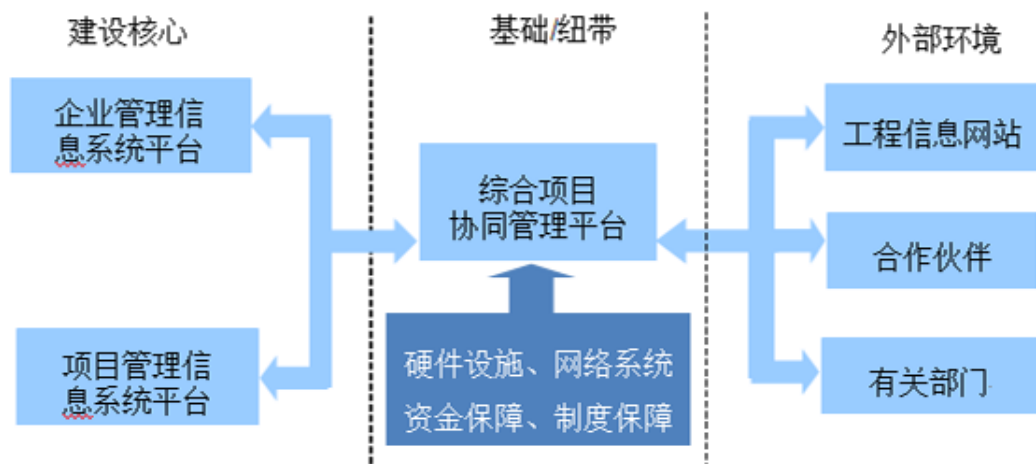 建设核心
基础/纽带
外部环境
企业管理信
息系统平台
综合项目
协同管理平台
工程信息网站
合作伙伴
项目管理信
息系统平台
硬件设施、网络系统
资金保障、制度保障
有关部门